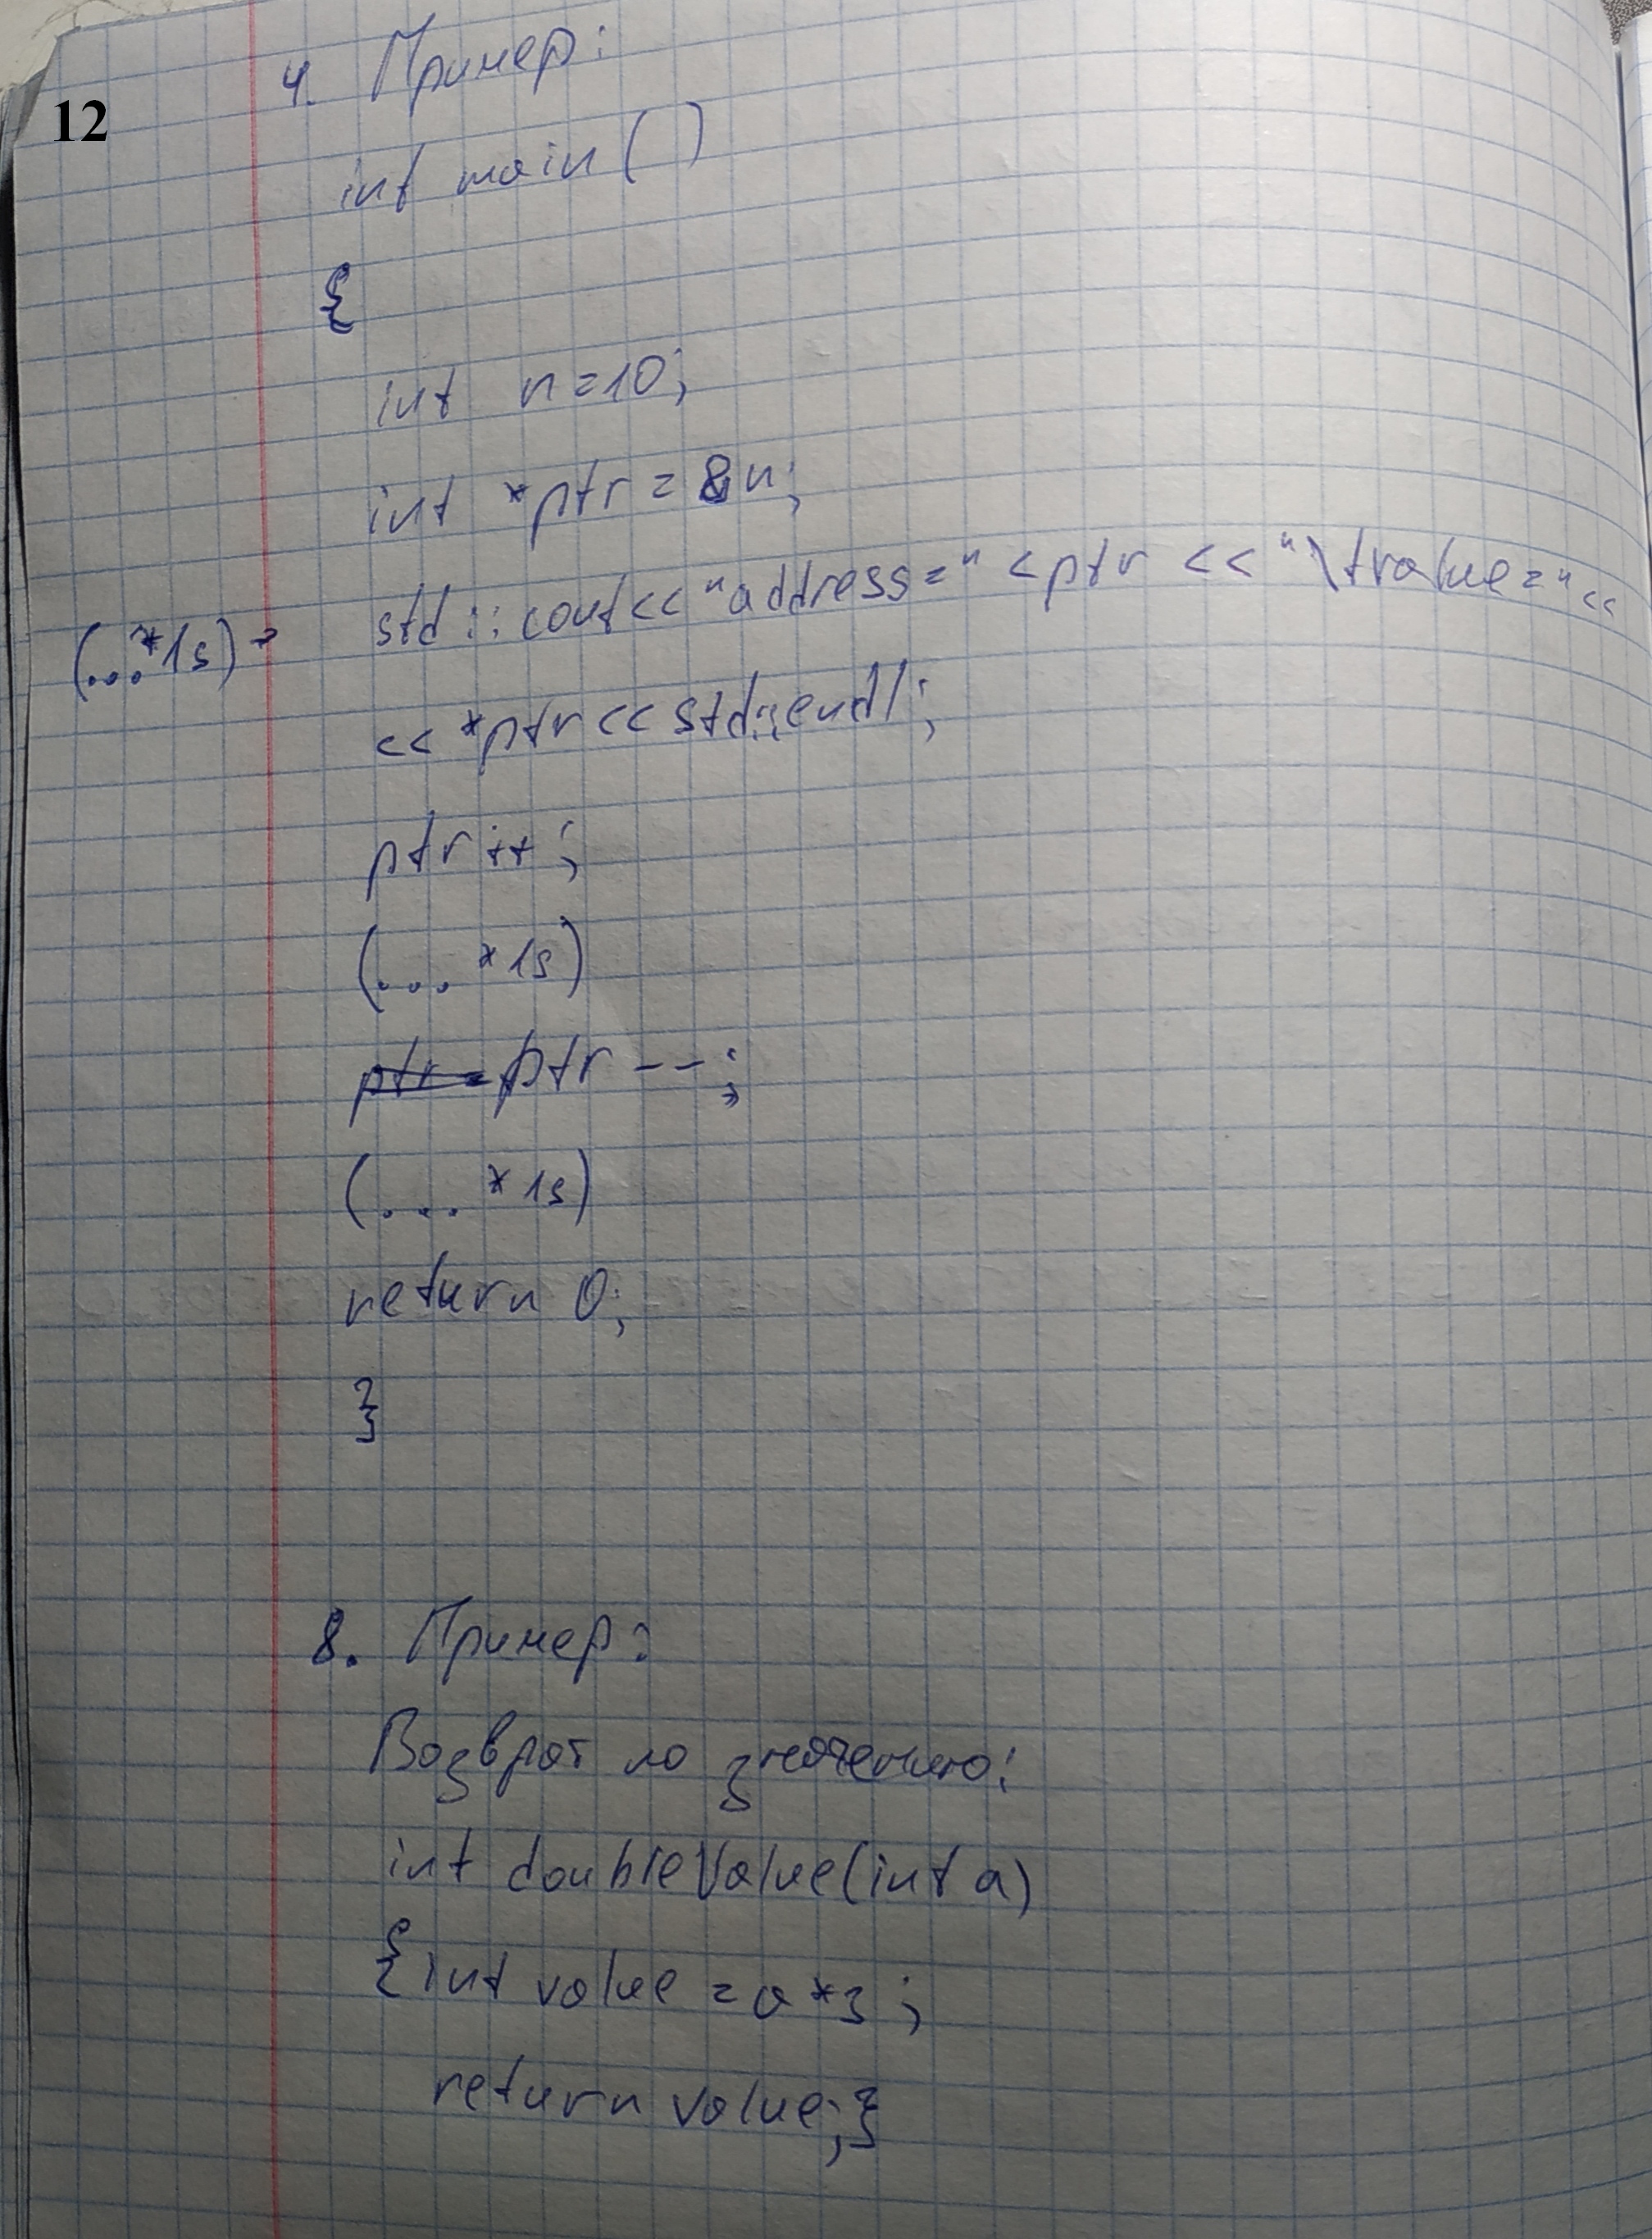 12
4. Пример:
int main()
{
int n=10;
int *ptr = &n;
std::cout<<"address=" <ptr <<"\tvalue="<<
(...*1s) =
<< *ptr << std::endl;
ptr++;
(... *1s)
ptr = ptr --;
(... *1s)
return 0;
}
8. Пример:
Возврат по значению:
int doubleValue(int a)
{int value = a*3;
return value;}